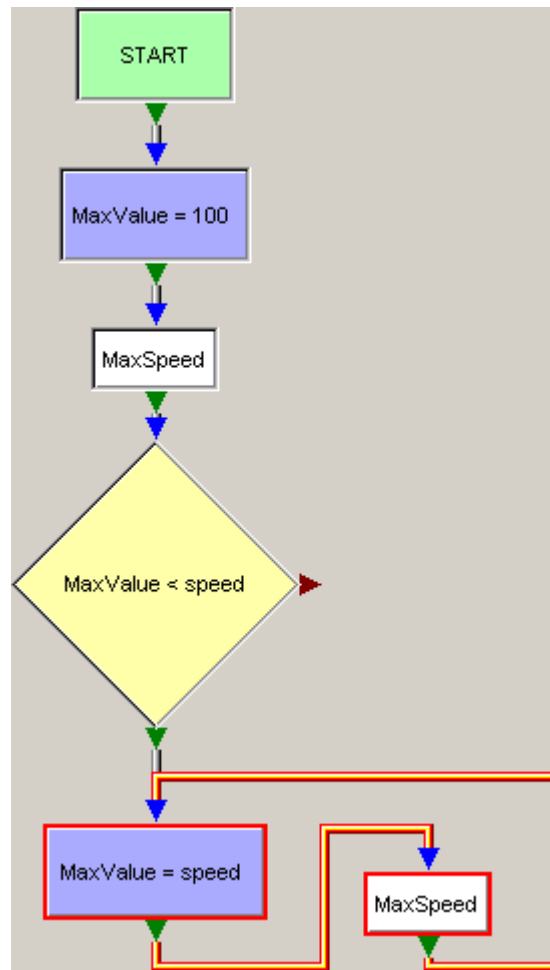 START
MaxValue = 100
MaxSpeed
MaxValue < speed
MaxValue = speed
MaxSpeed